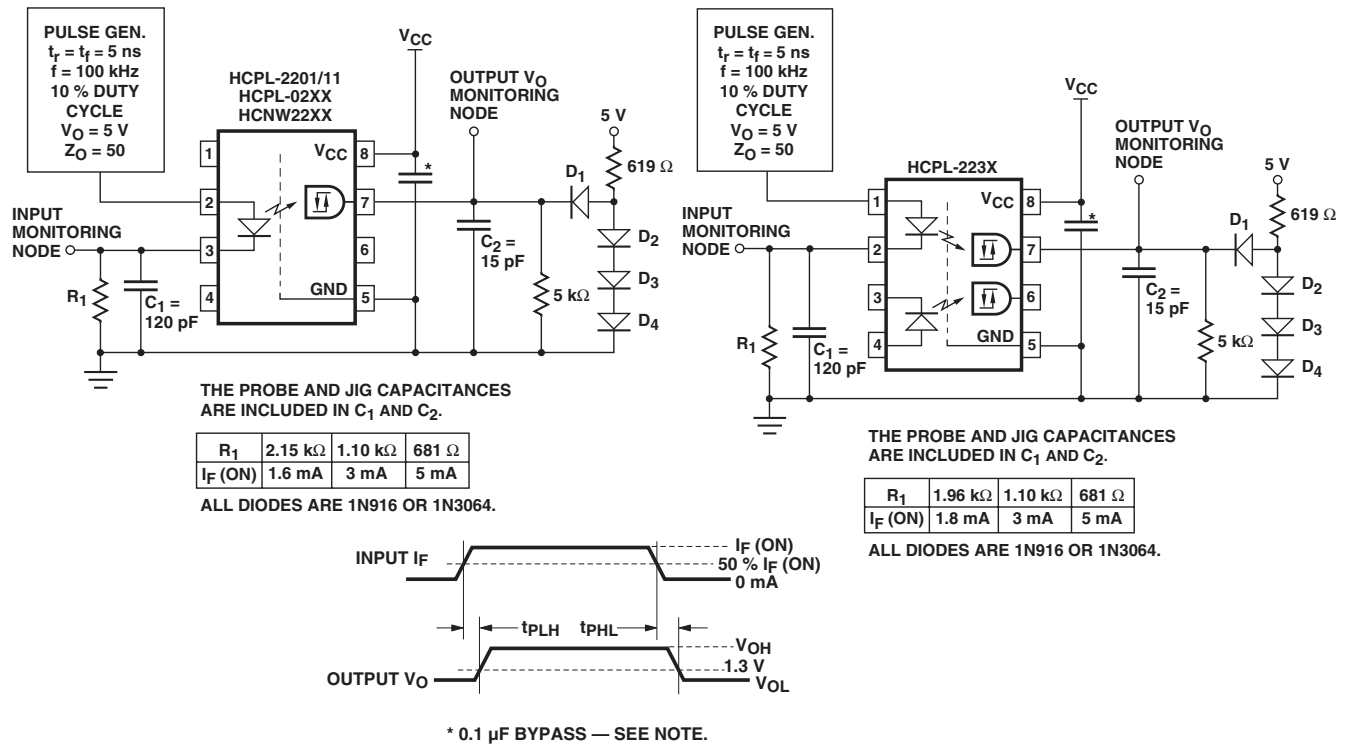 PULSE GEN.
tr = tf = 5 ns
f = 100 kHz
10 % DUTY
CYCLE
VO = 5 V
ZO = 50
HCPL-2201/11
HCPL-02XX
HCNW22XX
VCC
OUTPUT VO
MONITORING
NODE
5 V
619 Ω
D1
D2
D3
D4
1
2
3
4
VCC 8
7
6
GND 5
*
INPUT
MONITORING
NODE
R1
C1 =
120 pF
C2 =
15 pF
5 kΩ
THE PROBE AND JIG CAPACITANCES
ARE INCLUDED IN C1 AND C2.
R1 2.15 kΩ 1.10 kΩ 681 Ω
IF (ON) 1.6 mA 3 mA 5 mA
ALL DIODES ARE 1N916 OR 1N3064.
PULSE GEN.
tr = tf = 5 ns
f = 100 kHz
10 % DUTY
CYCLE
VO = 5 V
ZO = 50
HCPL-223X
VCC
OUTPUT VO
MONITORING
NODE
5 V
619 Ω
D1
D2
D3
D4
1
2
3
4
VCC 8
7
6
GND 5
*
INPUT
MONITORING
NODE
R1
C1 =
120 pF
C2 =
15 pF
5 kΩ
THE PROBE AND JIG CAPACITANCES
ARE INCLUDED IN C1 AND C2.
R1 1.96 kΩ 1.10 kΩ 681 Ω
IF (ON) 1.8 mA 3 mA 5 mA
ALL DIODES ARE 1N916 OR 1N3064.
INPUT IF
IF (ON)
50 % IF (ON)
0 mA
tPLH tPHL
OUTPUT VO
VOH
1.3 V
VOL
* 0.1 µF BYPASS — SEE NOTE.